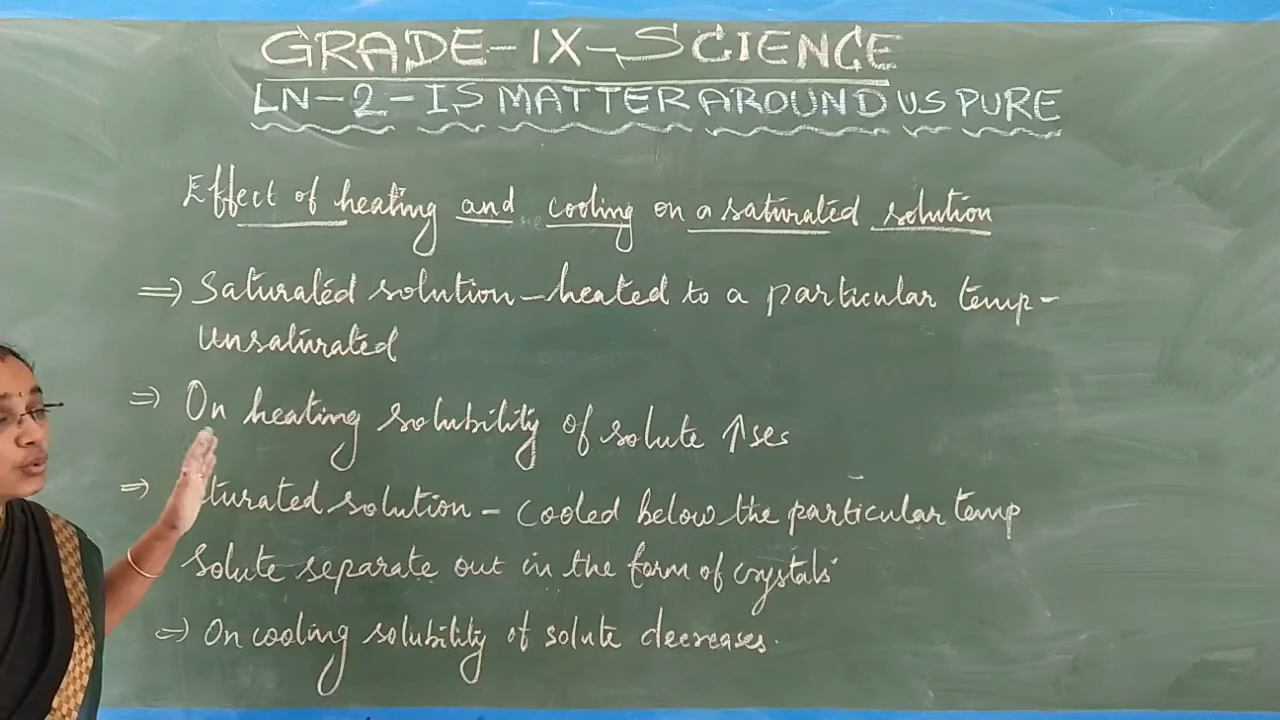 GRADE-IX-SCIENCE
LN-2-IS MATTER AROUND US PURE
Effect of heating and cooling on a saturated solution
=> Saturated solution - heated to a particular temp -
unsaturated
=> On heating solubility of solute ↑ses
=> turated solution - cooled below the particular temp
solute separate out in the form of crystals
=> On cooling solubility of solute decreases.